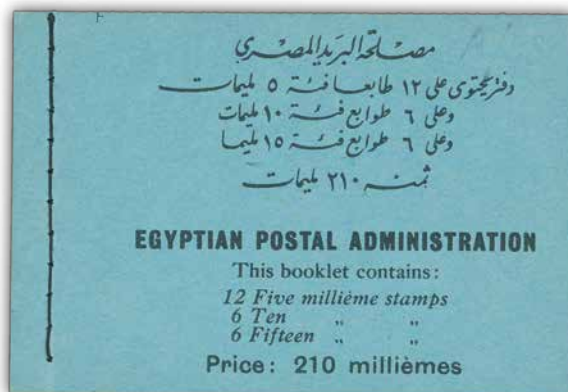 مصلحة البريد المصري
دفتر يحتوى على ١٢ طابعا فئة ٥ مليمات
وعلى ٦ طوابع فئة ١٠ مليمات
وعلى ٦ طوابع فئة ١٥ مليما
ثمنه ٢١٠ مليمات
EGYPTIAN POSTAL ADMINISTRATION
This booklet contains:
12 Five millième stamps
6 Ten „ „
6 Fifteen „ „
Price: 210 millièmes